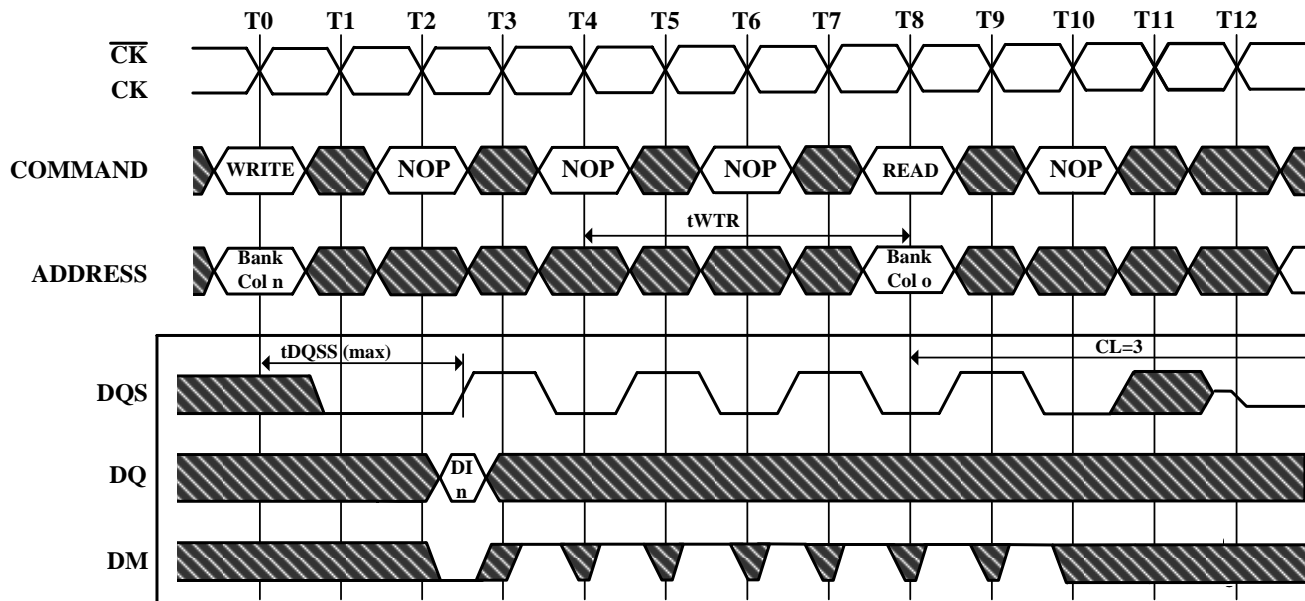 T0 T1 T2 T3 T4 T5 T6 T7 T8 T9 T10 T11 T12
CK
CK
COMMAND WRITE NOP NOP NOP READ NOP
tWTR
ADDRESS Bank Col n Bank Col o
tDQSS (max) CL=3
DQS
DQ DI n
DM